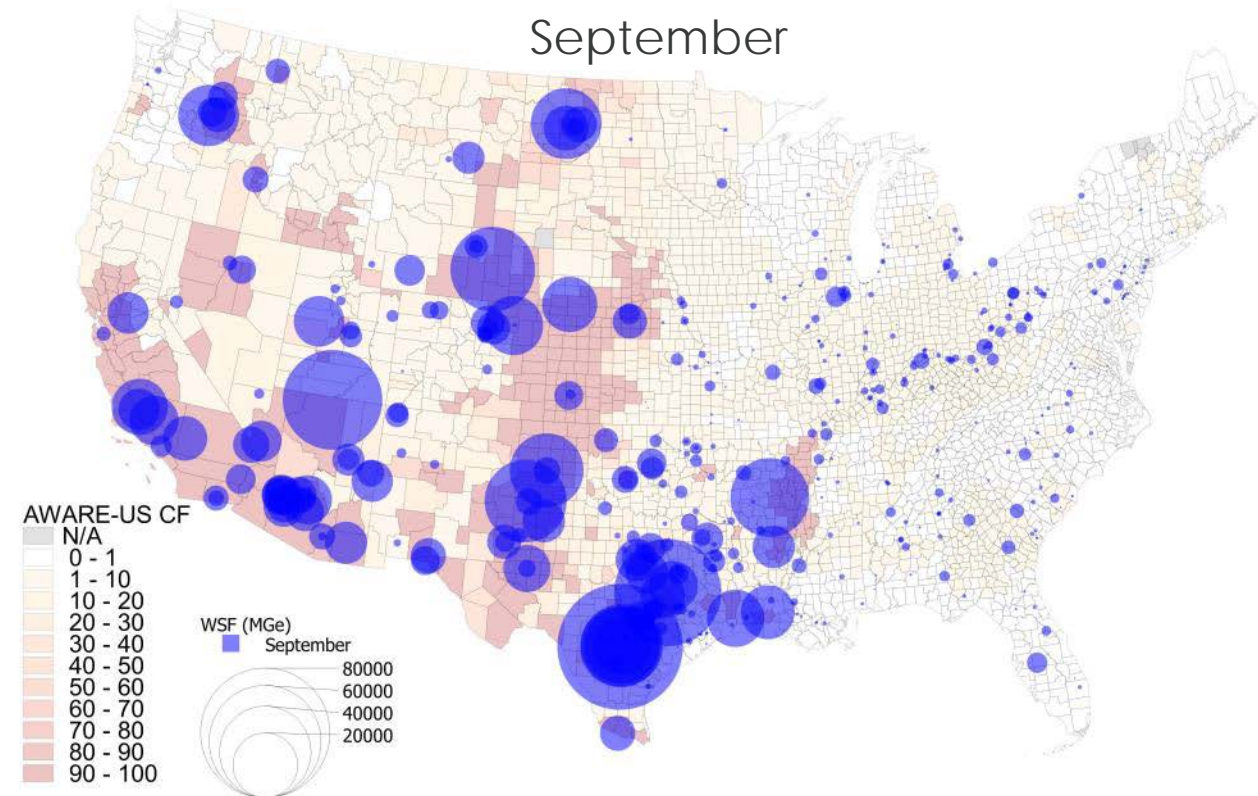 September
AWARE-US CF
N/A
0 - 1
1 - 10
10 - 20
20 - 30
30 - 40
40 - 50
50 - 60
60 - 70
70 - 80
80 - 90
90 - 100
WSF (MGe)
September
80000
60000
40000
20000